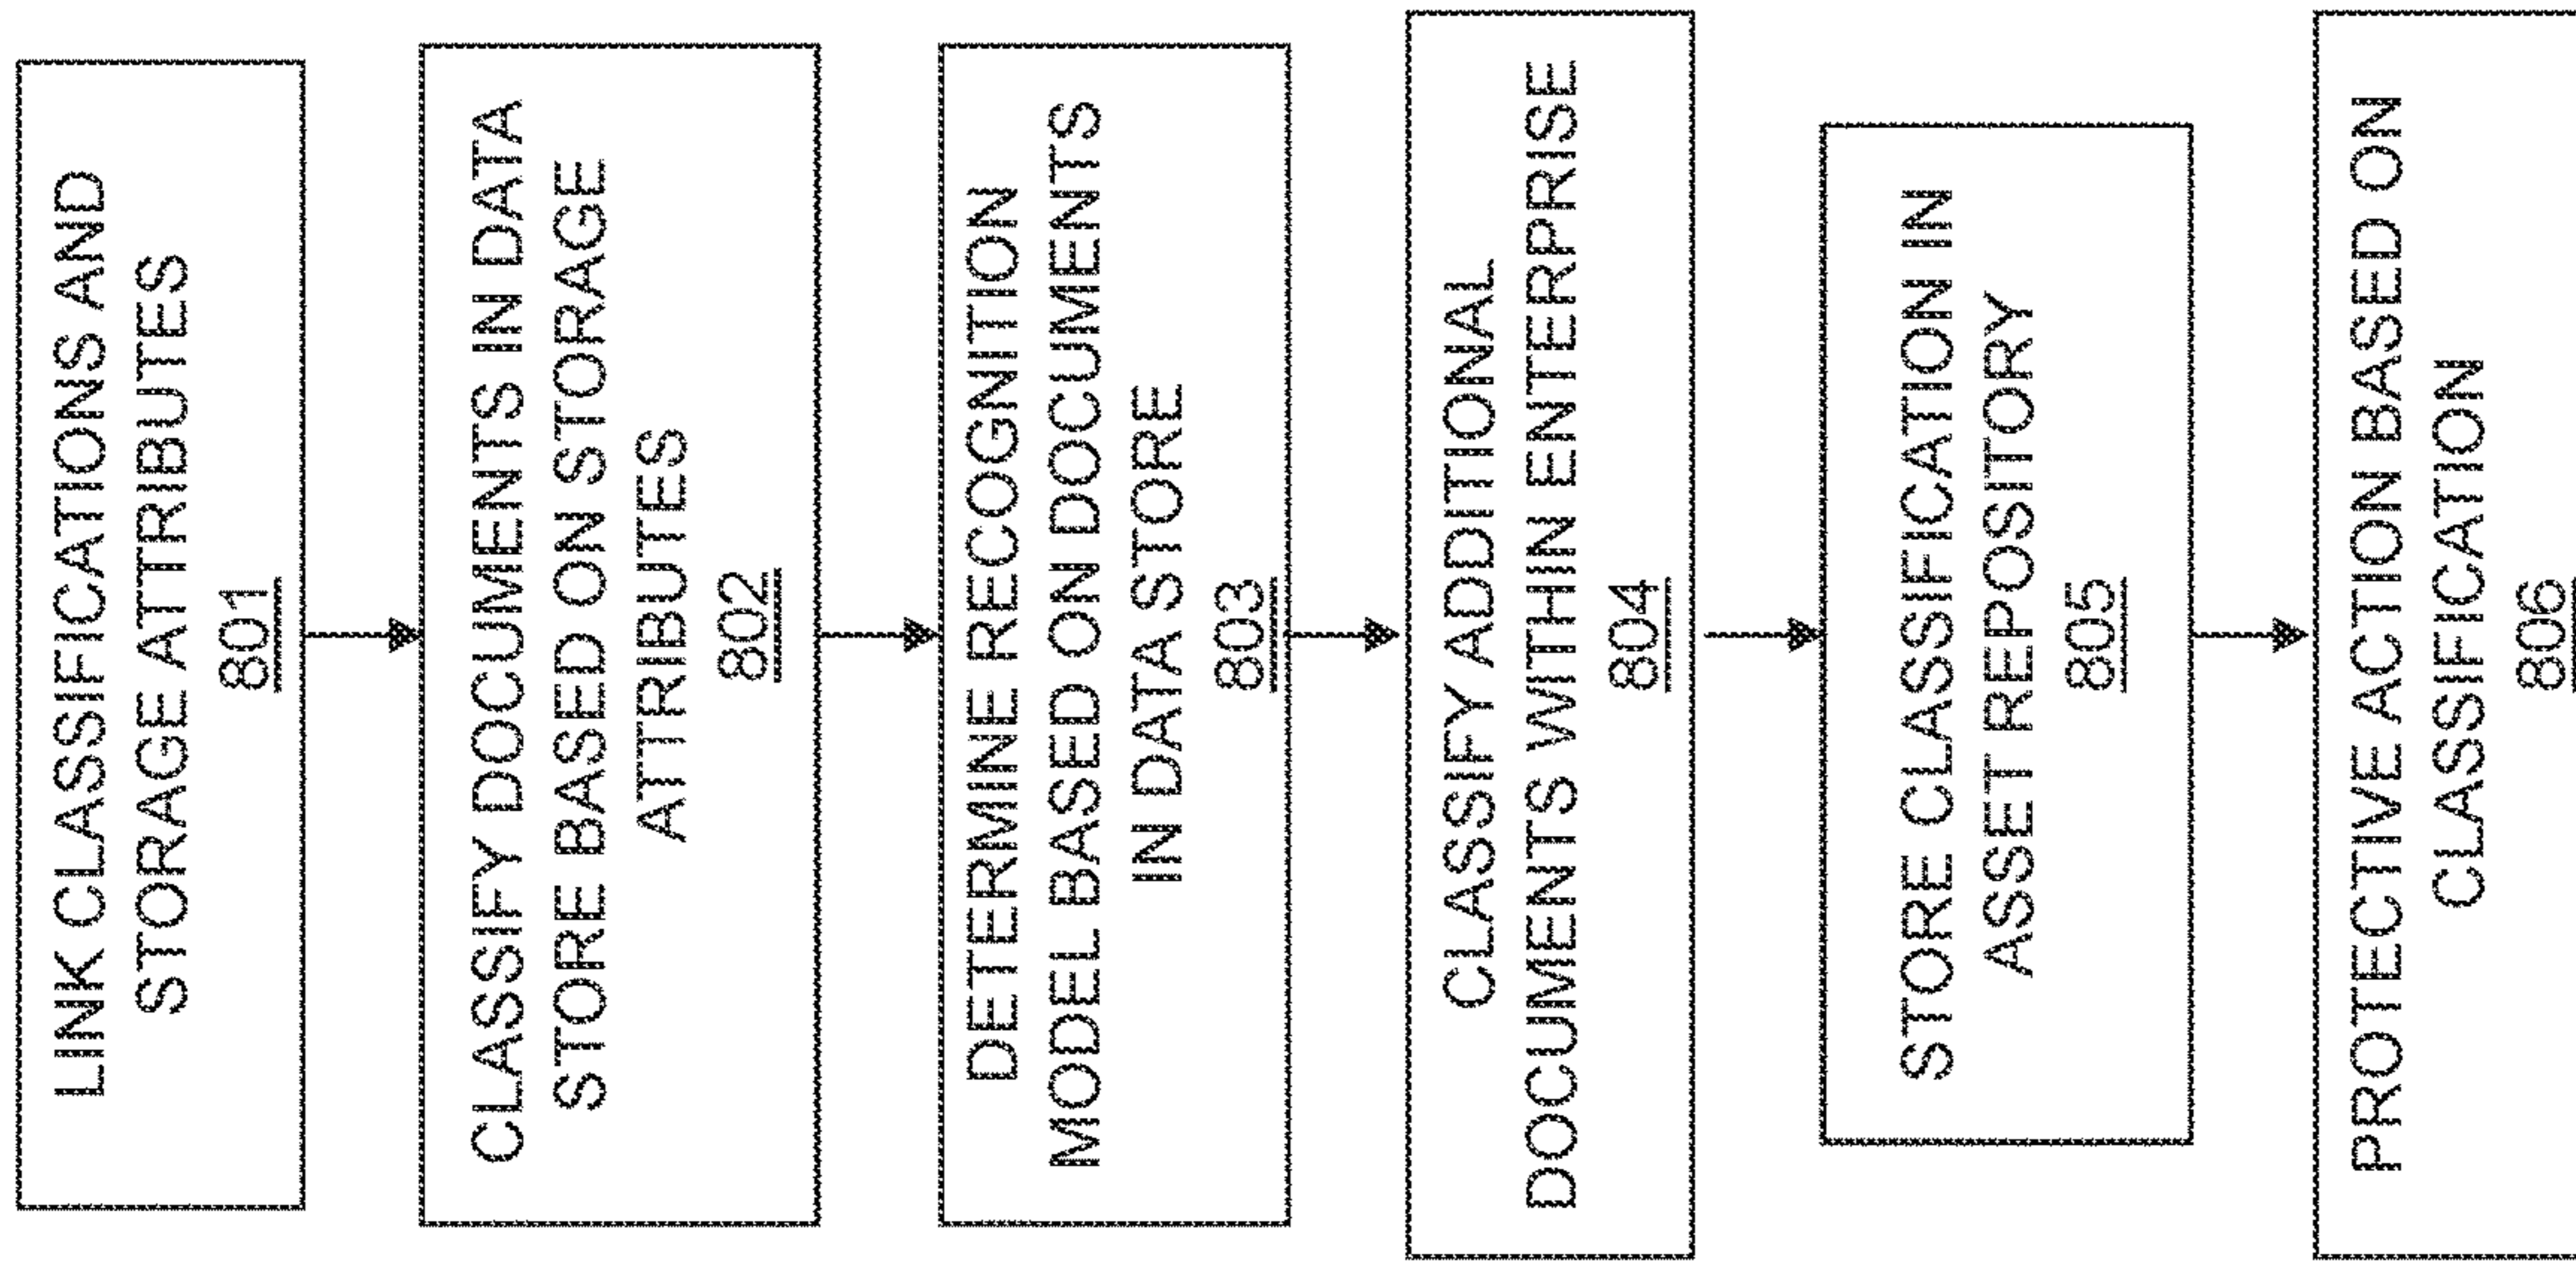 LINK CLASSIFICATIONS AND
STORAGE ATTRIBUTES
801
CLASSIFY DOCUMENTS IN DATA
STORE BASED ON STORAGE
ATTRIBUTES
802
DETERMINE RECOGNITION
MODEL BASED ON DOCUMENTS
IN DATA STORE
803
CLASSIFY ADDITIONAL
DOCUMENTS WITHIN ENTERPRISE
804
STORE CLASSIFICATION IN
ASSET REPOSITORY
805
PROTECTIVE ACTION BASED ON
CLASSIFICATION
806